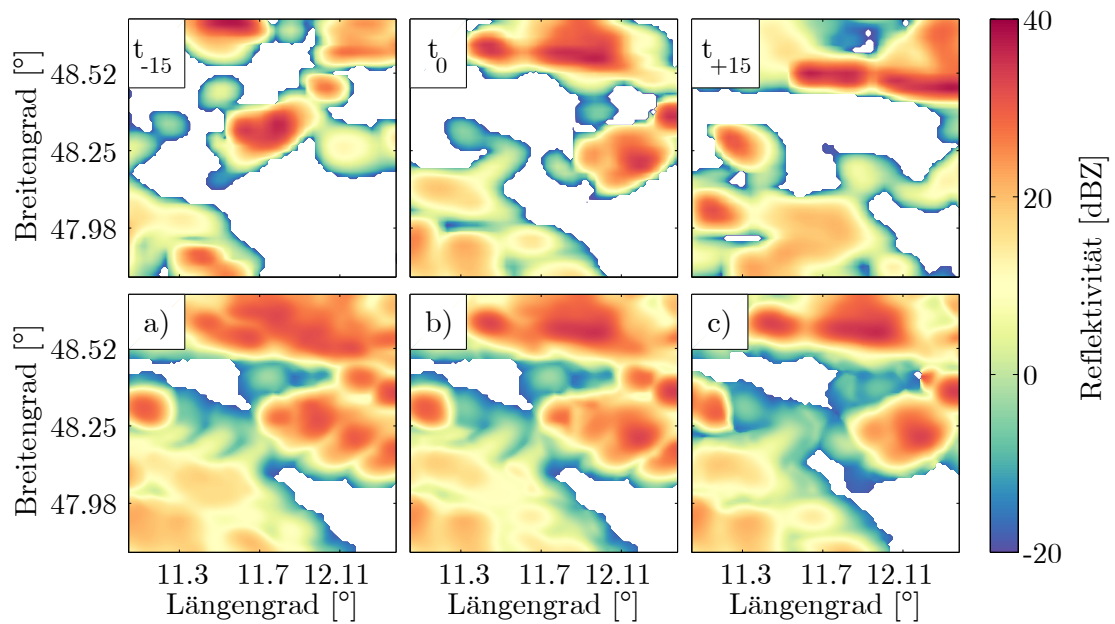 t-15
t0
t+15
40
20
0
-20
Reflektivität [dBZ]
Breitengrad [°]
48.52
48.25
47.98
a)
b)
c)
Breitengrad [°]
48.52
48.25
47.98
11.3 11.7 12.11
11.3 11.7 12.11
11.3 11.7 12.11
Längengrad [°]
Längengrad [°]
Längengrad [°]